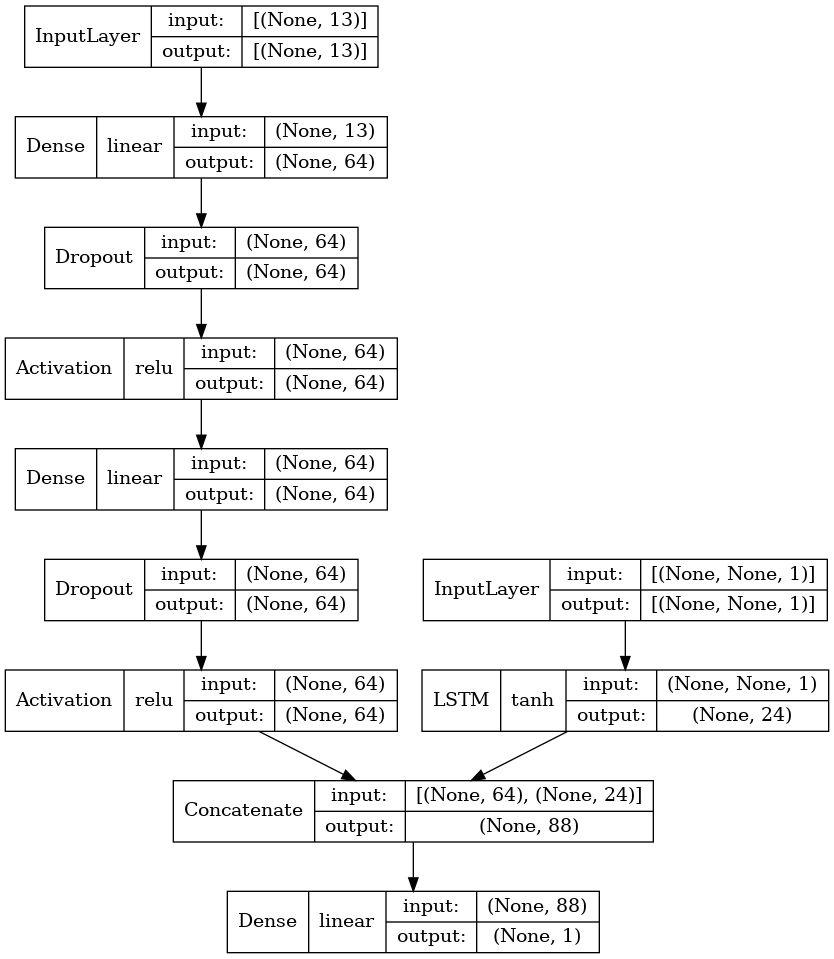 InputLayer input: [(None, 13)]
output: [(None, 13)]
Dense linear input: (None, 13)
output: (None, 64)
Dropout input: (None, 64)
output: (None, 64)
Activation relu input: (None, 64)
output: (None, 64)
Dense linear input: (None, 64)
output: (None, 64)
Dropout input: (None, 64)
output: (None, 64)
InputLayer input: [(None, None, 1)]
output: [(None, None, 1)]
Activation relu input: (None, 64)
output: (None, 64)
LSTM tanh input: (None, None, 1)
output: (None, 24)
Concatenate input: [(None, 64), (None, 24)]
output: (None, 88)
Dense linear input: (None, 88)
output: (None, 1)